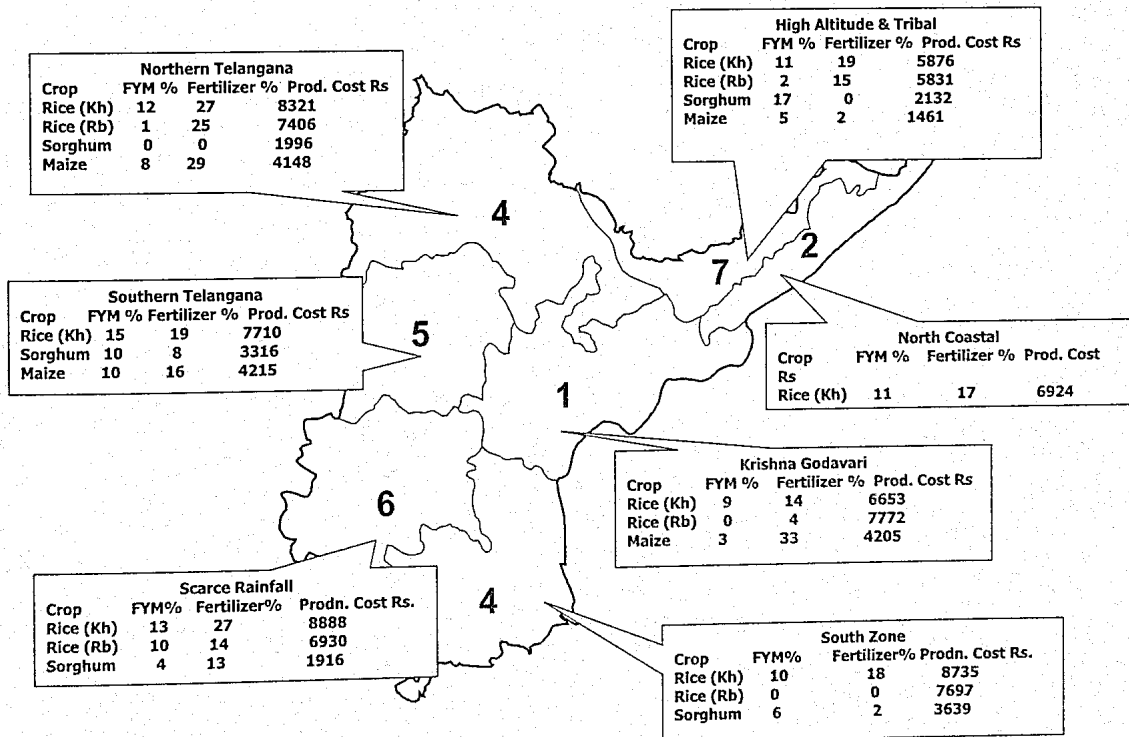 Northern Telangana
Crop FYM % Fertilizer % Prod. Cost Rs
Rice (Kh) 12 27 8321
Rice (Rb) 1 25 7406
Sorghum 0 0 1996
Maize 8 29 4148
High Altitude & Tribal
Crop FYM % Fertilizer % Prod. Cost Rs
Rice (Kh) 11 19 5876
Rice (Rb) 2 15 5831
Sorghum 17 0 2132
Maize 5 2 1461
4
2
7
Southern Telangana
Crop FYM % Fertilizer % Prod. Cost Rs
Rice (Kh) 15 19 7710
Sorghum 10 8 3316
Maize 10 16 4215
5
North Coastal
Crop FYM % Fertilizer % Prod. Cost
Rs
Rice (Kh) 11 17 6924
1
Krishna Godavari
Crop FYM % Fertilizer % Prod. Cost Rs
Rice (Kh) 9 14 6653
Rice (Rb) 0 4 7772
Maize 3 33 4205
6
Scarce Rainfall
Crop FYM% Fertilizer% Prodn. Cost Rs.
Rice (Kh) 13 27 8888
Rice (Rb) 10 14 6930
Sorghum 4 13 1916
4
South Zone
Crop FYM% Fertilizer% Prodn. Cost Rs.
Rice (Kh) 10 18 8735
Rice (Rb) 0 0 7697
Sorghum 6 2 3639